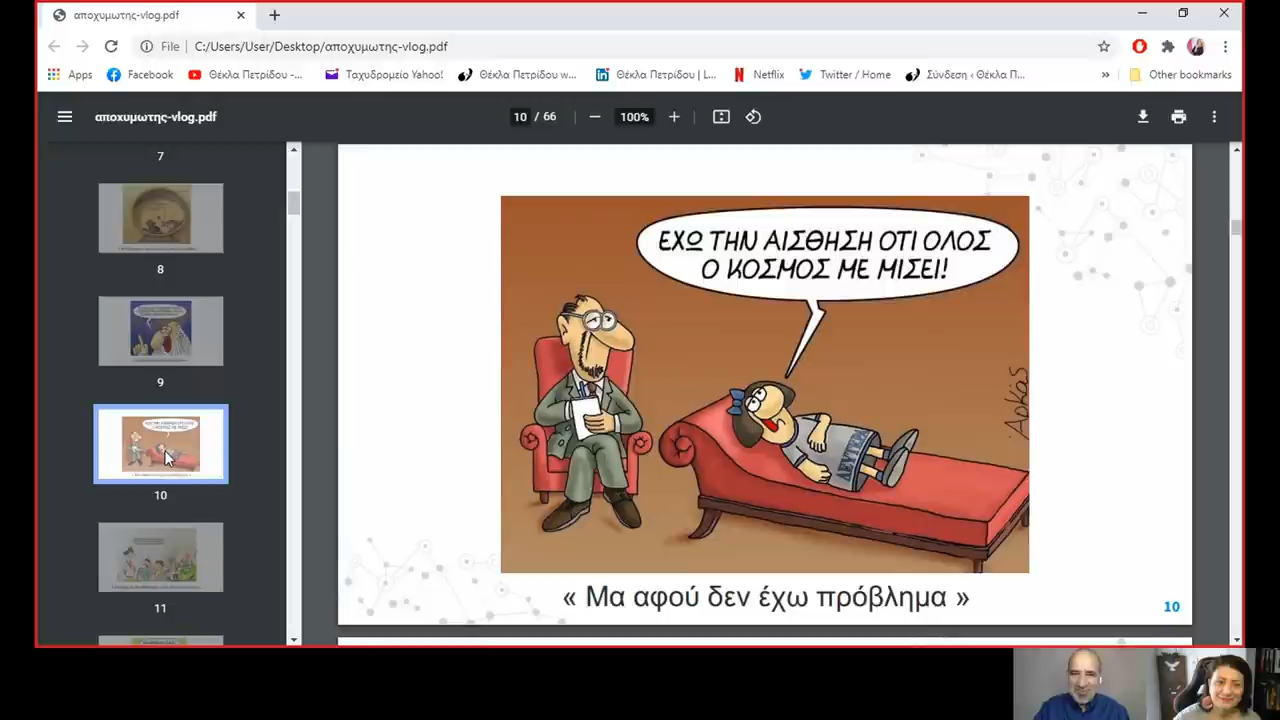 αποχυμωτης-vlog.pdf
File C:/Users/User/Desktop/αποχυμωτης-vlog.pdf
Apps Facebook Θέκλα Πετρίδου -... Ταχυδρομείο Yahoo! Θέκλα Πετρίδου w... Θέκλα Πετρίδου | L... Netflix Twitter / Home Σύνδεση ‹ Θέκλα Π... » Other bookmarks
αποχυμωτης-vlog.pdf 10 / 66 100%
7
8
9
10
11
ΕΧΩ ΤΗΝ ΑΙΣΘΗΣΗ ΟΤΙ ΟΛΟΣ
Ο ΚΟΣΜΟΣ ΜΕ ΜΙΣΕΙ!
ΔΕΥΤΕΡΑ
Αρκάς
« Μα αφού δεν έχω πρόβλημα »
10